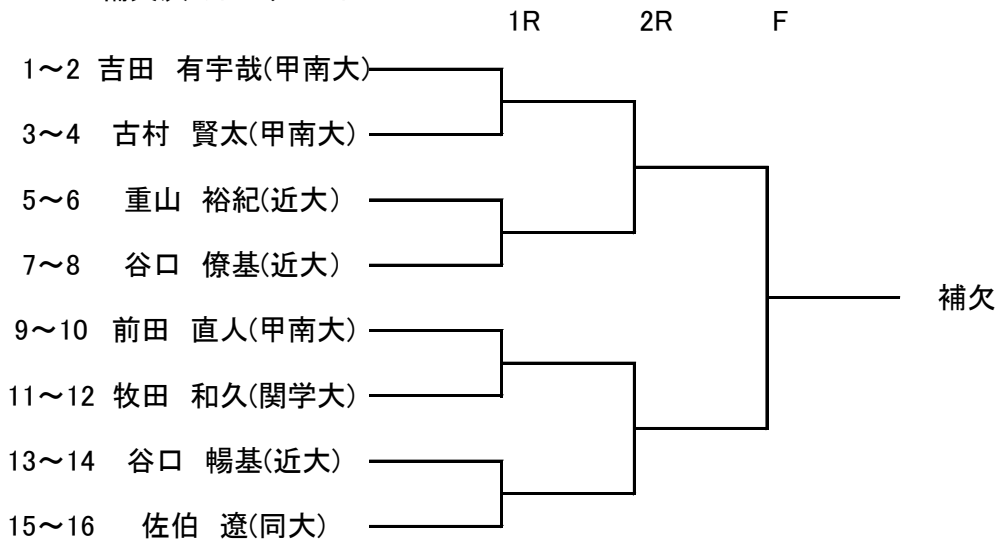 1R 2R F
1～2 吉田 有宇哉(甲南大)
3～4 古村 賢太(甲南大)
5～6 重山 裕紀(近大)
7～8 谷口 僚基(近大)
補欠
9～10 前田 直人(甲南大)
11～12 牧田 和久(関学大)
13～14 谷口 暢基(近大)
15～16 佐伯 遼(同大)